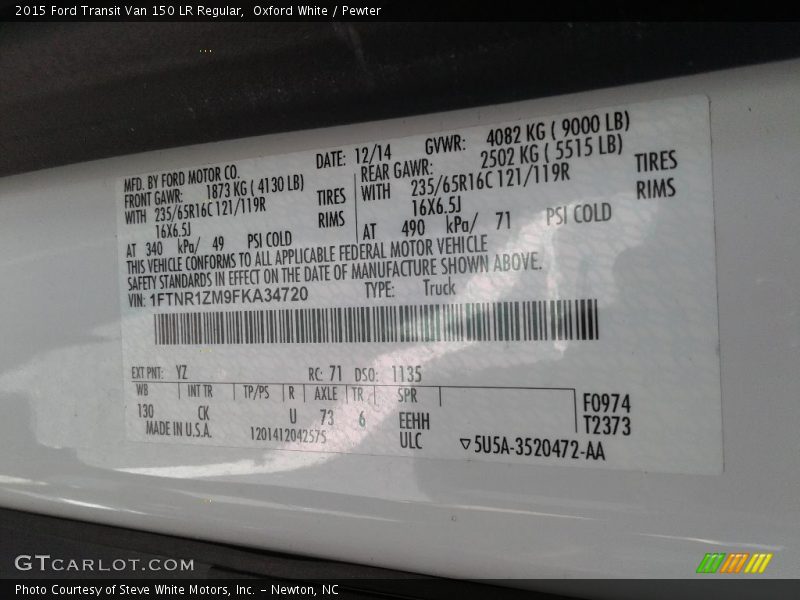 2015 Ford Transit Van 150 LR Regular, Oxford White / Pewter
MFD. BY FORD MOTOR CO. DATE: 12/14 GVWR: 4082 KG ( 9000 LB)
FRONT GAWR: 1873 KG ( 4130 LB) REAR GAWR: 2502 KG ( 5515 LB)
WITH 235/65R16C 121/119R TIRES WITH 235/65R16C 121/119R TIRES
16X6.5J RIMS 16X6.5J RIMS
AT 340 kPa/ 49 PSI COLD AT 490 kPa/ 71 PSI COLD
THIS VEHICLE CONFORMS TO ALL APPLICABLE FEDERAL MOTOR VEHICLE
SAFETY STANDARDS IN EFFECT ON THE DATE OF MANUFACTURE SHOWN ABOVE.
VIN: 1FTNR1ZM9FKA34720 TYPE: Truck
EXT PNT: YZ RC: 71 DSO: 1135
WB INT TR TP/PS R AXLE TR SPR
130 CK U 73 6 EEHH F0974
MADE IN U.S.A. 1201412042575 ULC T2373
▽5U5A-3520472-AA
GTCARLOT.COM
Photo Courtesy of Steve White Motors, Inc. – Newton, NC